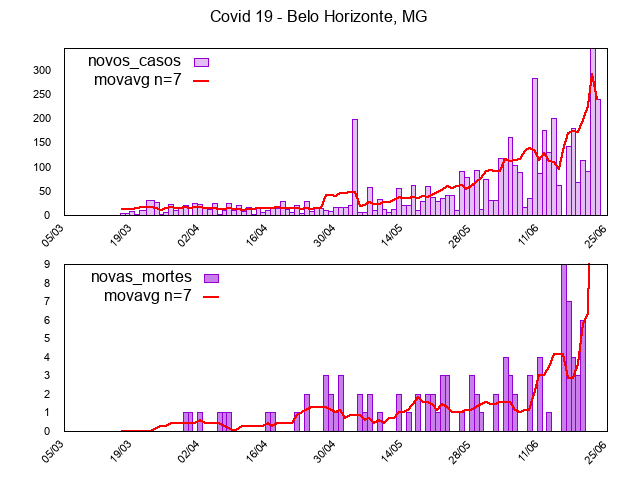 Covid 19 - Belo Horizonte, MG
novos_casos
movavg n=7
300
250
200
150
100
50
0
05/03 19/03 02/04 16/04 30/04 14/05 28/05 11/06 25/06
novas_mortes
movavg n=7
9
8
7
6
5
4
3
2
1
0
05/03 19/03 02/04 16/04 30/04 14/05 28/05 11/06 25/06